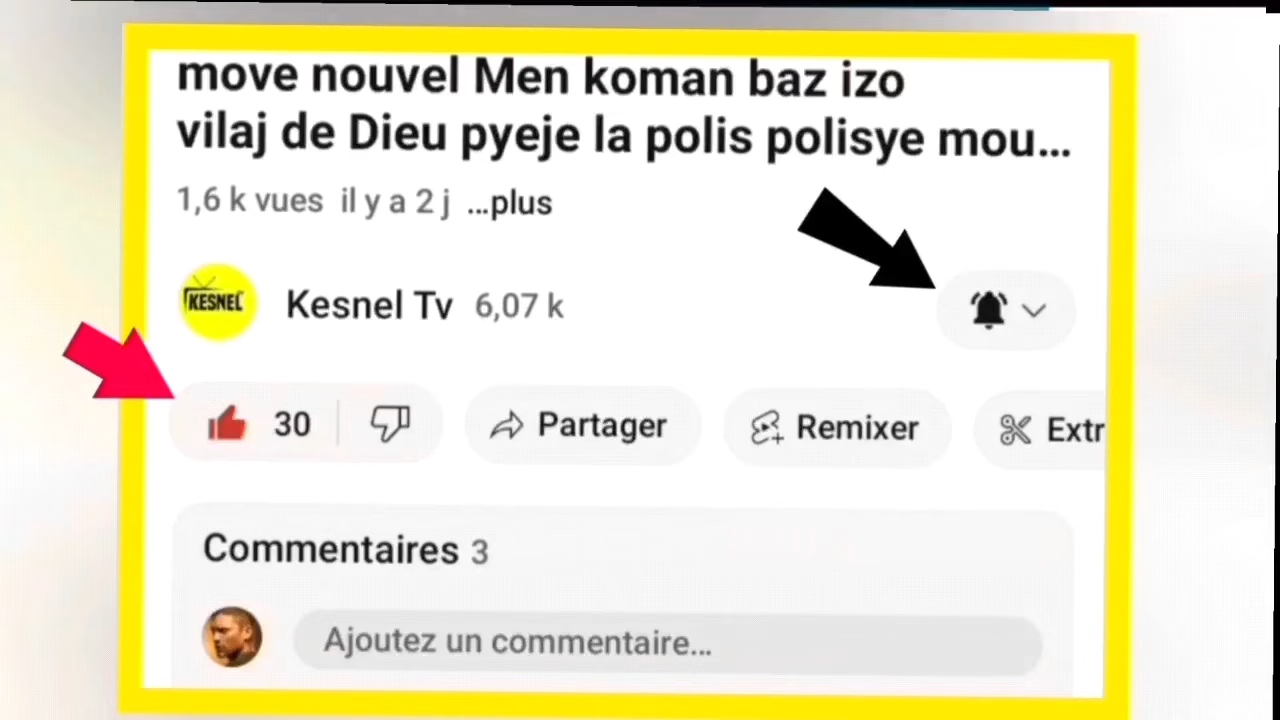 move nouvel Men koman baz izo
vilaj de Dieu pyeje la polis polisye mou...
1,6 k vues il y a 2 j ...plus
KESNEL
Kesnel Tv 6,07 k
30 Partager Remixer Extr
Commentaires 3
Ajoutez un commentaire...